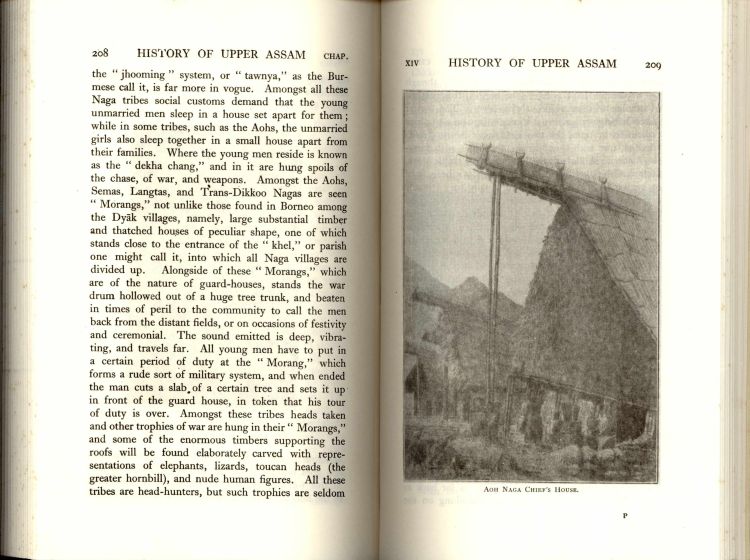 208 HISTORY OF UPPER ASSAM CHAP.
the “ jhooming ” system, or “ tawnya,” as the Bur-
mese call it, is far more in vogue. Amongst all these
Naga tribes social customs demand that the young
unmarried men sleep in a house set apart for them ;
while in some tribes, such as the Aohs, the unmarried
girls also sleep together in a small house apart from
their families. Where the young men reside is known
as the “ dekha chang,” and in it are hung spoils of
the chase, of war, and weapons. Amongst the Aohs,
Semas, Langtas, and Trans-Dikkoo Nagas are seen
“ Morangs,” not unlike those found in Borneo among
the Dyāk villages, namely, large substantial timber
and thatched houses of peculiar shape, one of which
stands close to the entrance of the “ khel,” or parish
one might call it, into which all Naga villages are
divided up. Alongside of these “ Morangs,” which
are of the nature of guard-houses, stands the war
drum hollowed out of a huge tree trunk, and beaten
in times of peril to the community to call the men
back from the distant fields, or on occasions of festivity
and ceremonial. The sound emitted is deep, vibra-
ting, and travels far. All young men have to put in
a certain period of duty at the “ Morang,” which
forms a rude sort of military system, and when ended
the man cuts a slab of a certain tree and sets it up
in front of the guard house, in token that his tour
of duty is over. Amongst these tribes heads taken
and other trophies of war are hung in their “ Morangs,”
and some of the enormous timbers supporting the
roofs will be found elaborately carved with repre-
sentations of elephants, lizards, toucan heads (the
greater hornbill), and nude human figures. All these
tribes are head-hunters, but such trophies are seldom
XIV HISTORY OF UPPER ASSAM 209
AOH NAGA CHIEF'S HOUSE.
P